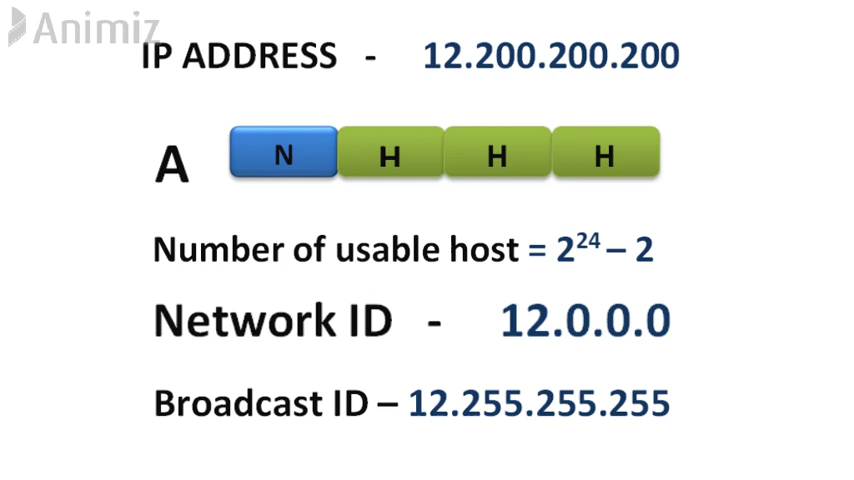 Animiz
IP ADDRESS - 12.200.200.200
A N H H H
Number of usable host = 2²⁴ – 2
Network ID - 12.0.0.0
Broadcast ID – 12.255.255.255